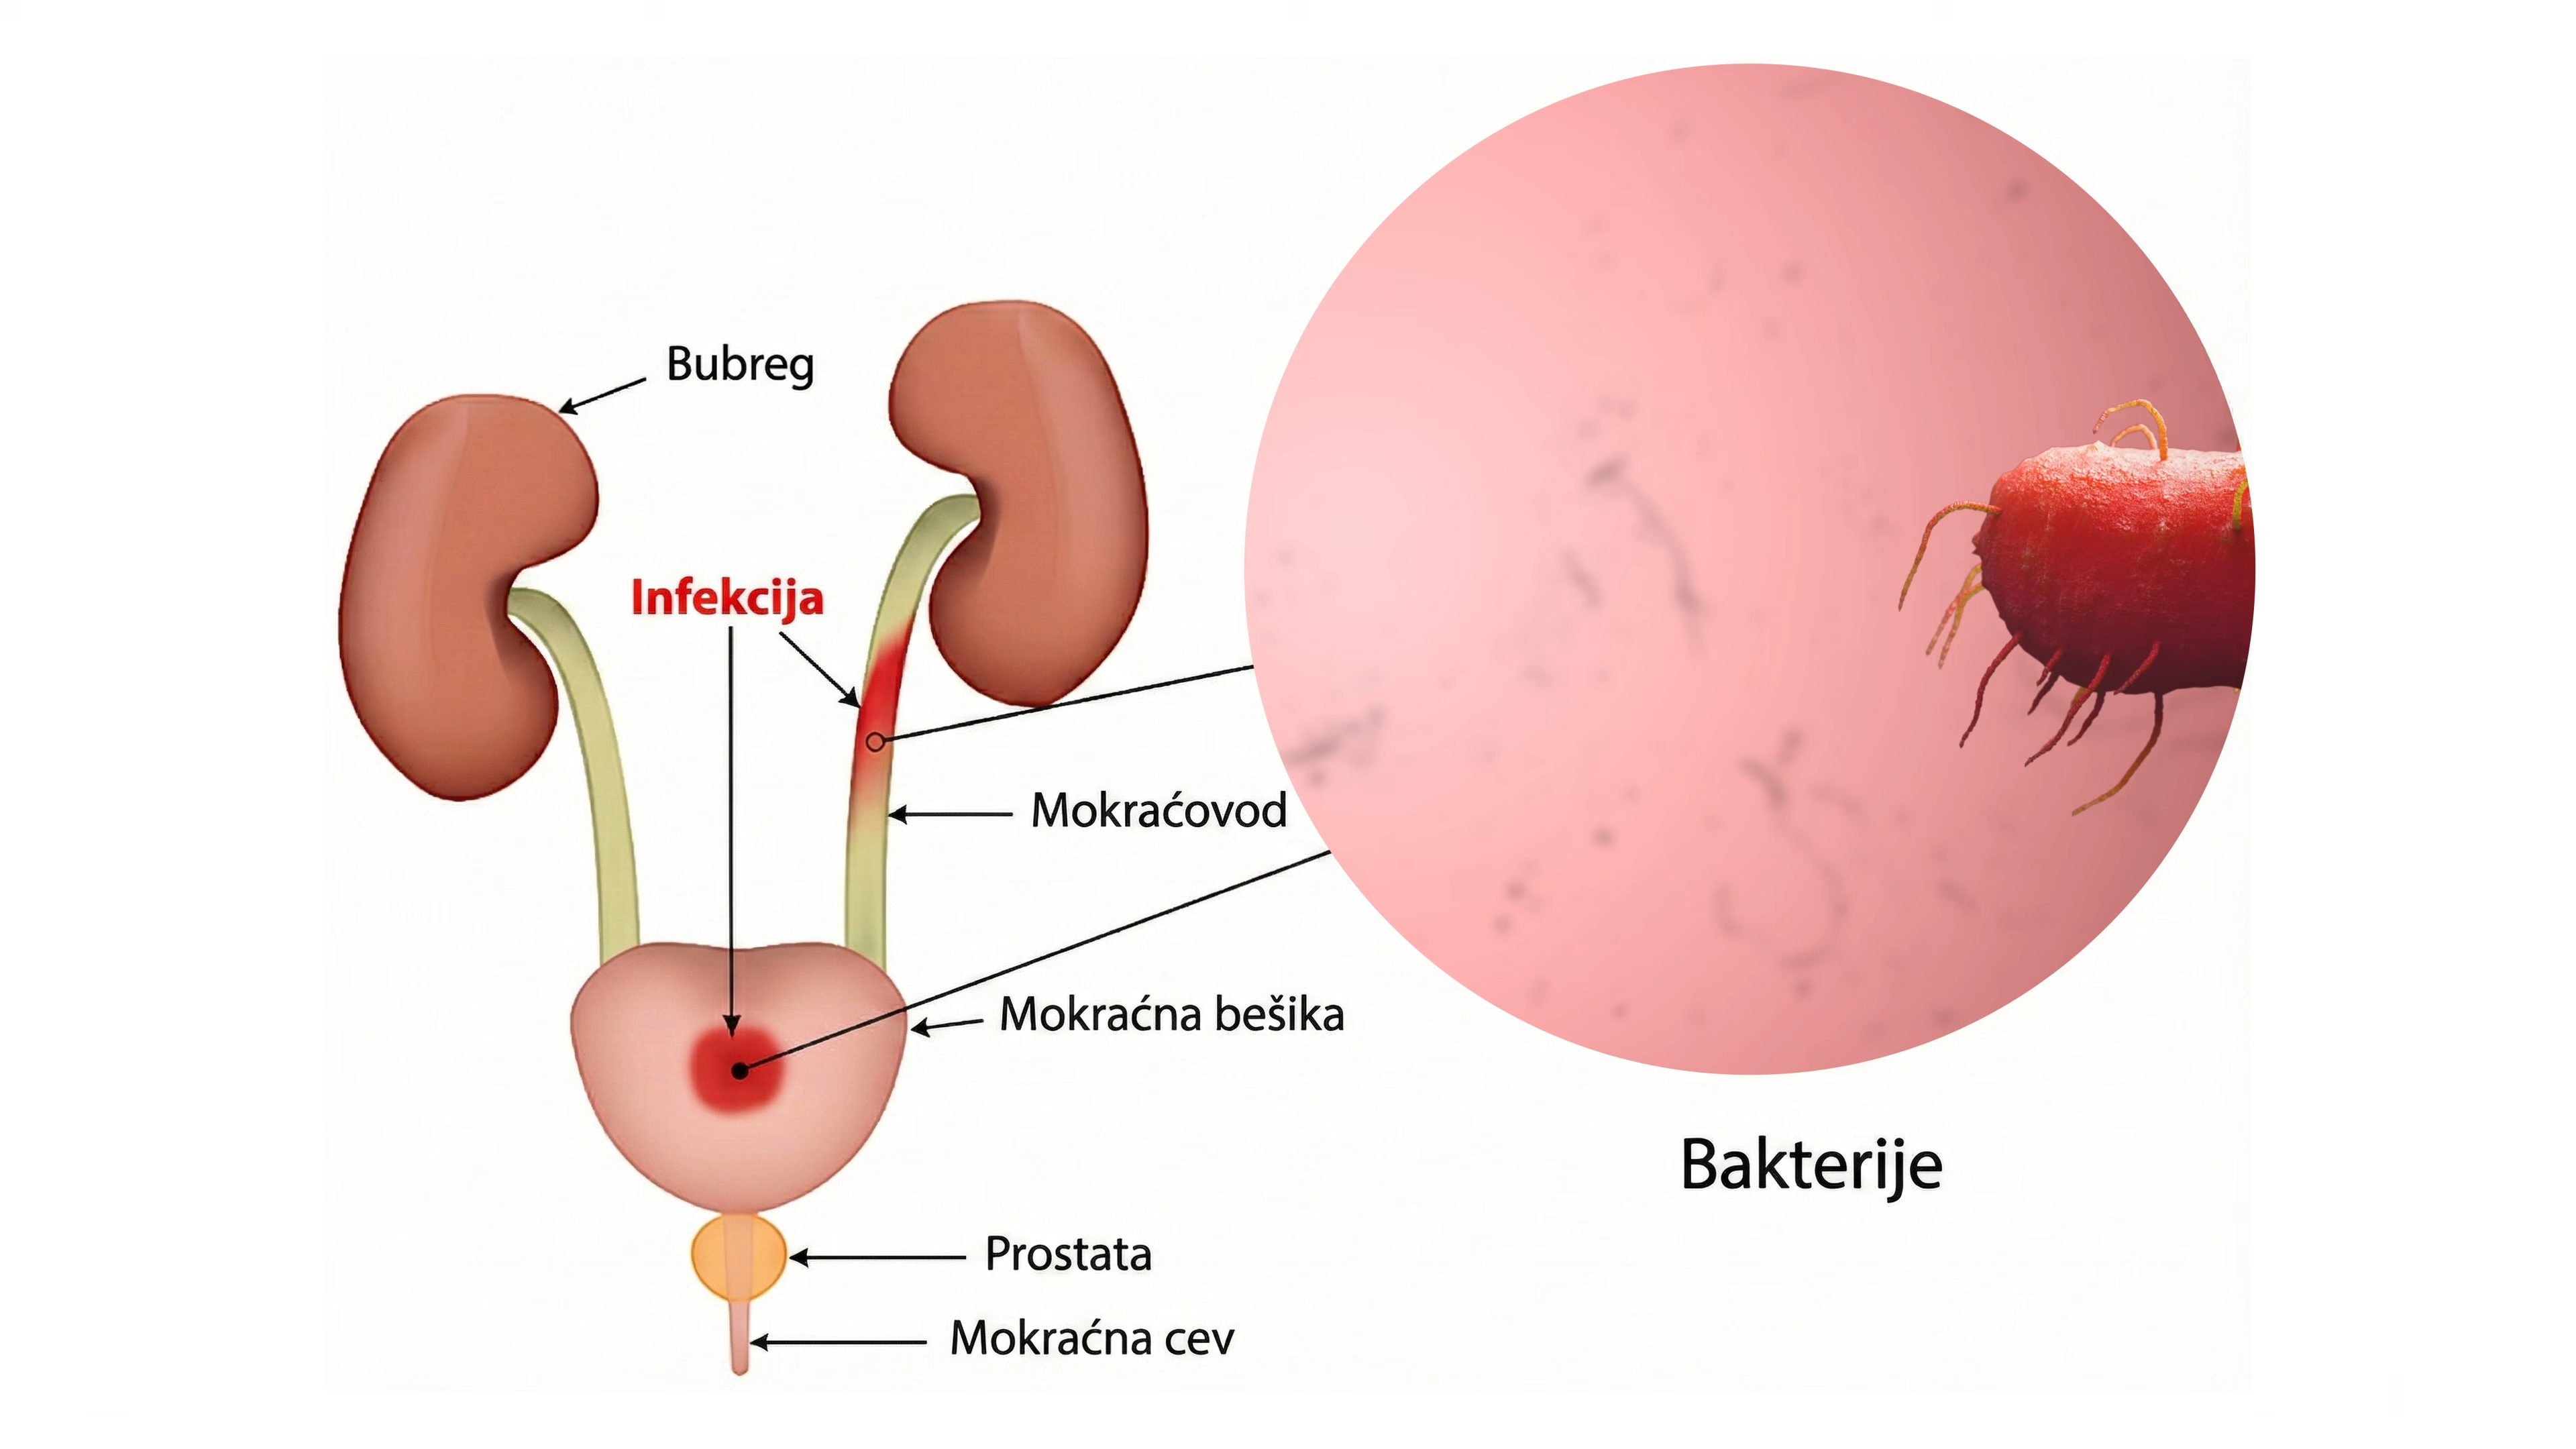 Bubreg
Infekcija
Mokraćovod
Mokraćna bešika
Bakterije
Prostata
Mokraćna cev